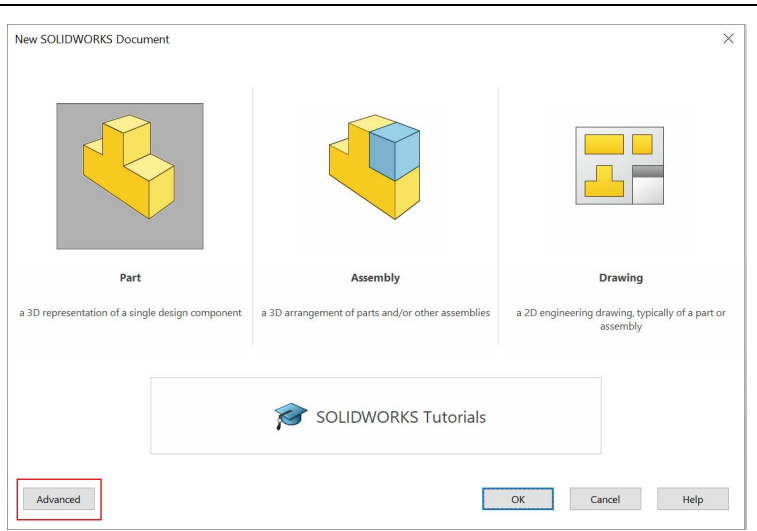 New SOLIDWORKS Document
Part
a 3D representation of a single design component
Assembly
a 3D arrangement of parts and/or other assemblies
Drawing
a 2D engineering drawing, typically of a part or
assembly
SOLIDWORKS Tutorials
Advanced
OK
Cancel
Help